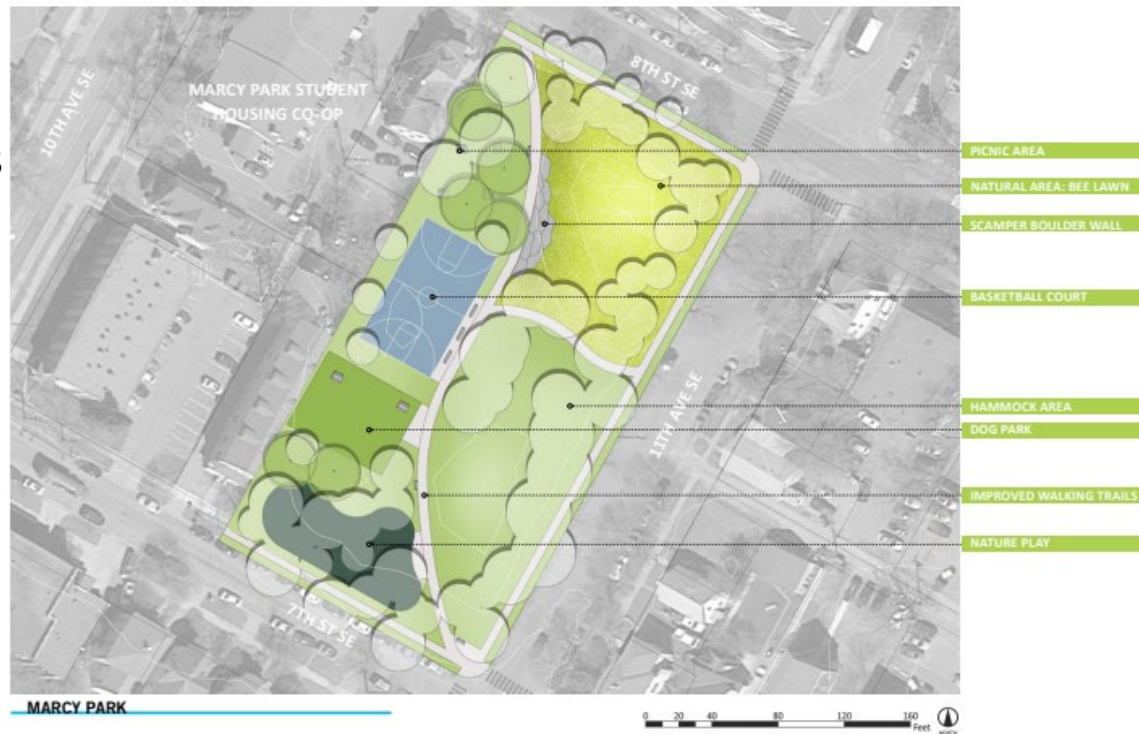 S
10TH AVE SE
MARCY PARK STUDENT
HOUSING CO-OP
8TH ST SE
PICNIC AREA
NATURAL AREA: BEE LAWN
SCAMPER BOULDER WALL
BASKETBALL COURT
HAMMOCK AREA
DOG PARK
11TH AVE SE
IMPROVED WALKING TRAILS
NATURE PLAY
7TH ST SE
MARCY PARK
0 20 40 80 120 160
Feet
NORTH